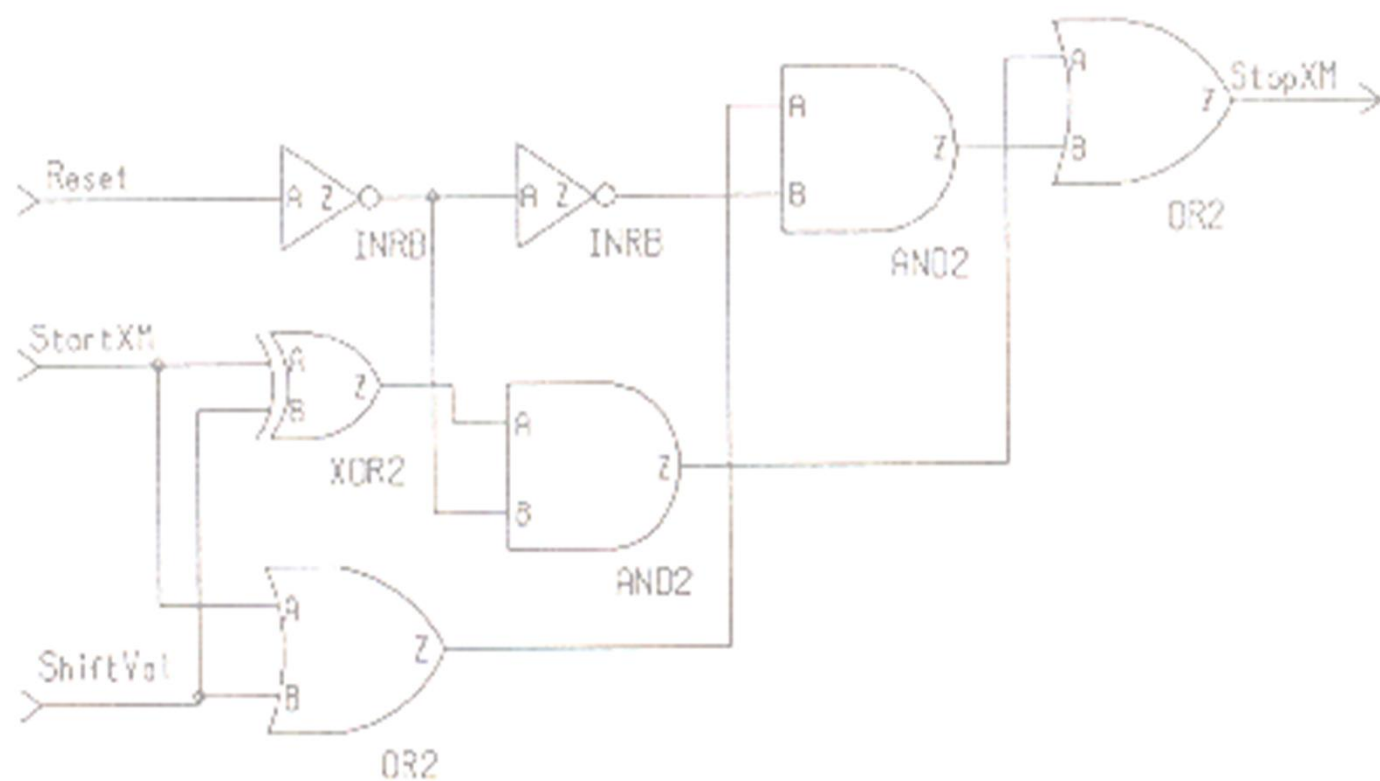 A
StopXM
Z
A
Z
B
Reset
A Z
A Z
B
OR2
INRB
INRB
AND2
StartXM
A
Z
B
A
XOR2
Z
B
AND2
A
Z
ShiftVal
B
OR2